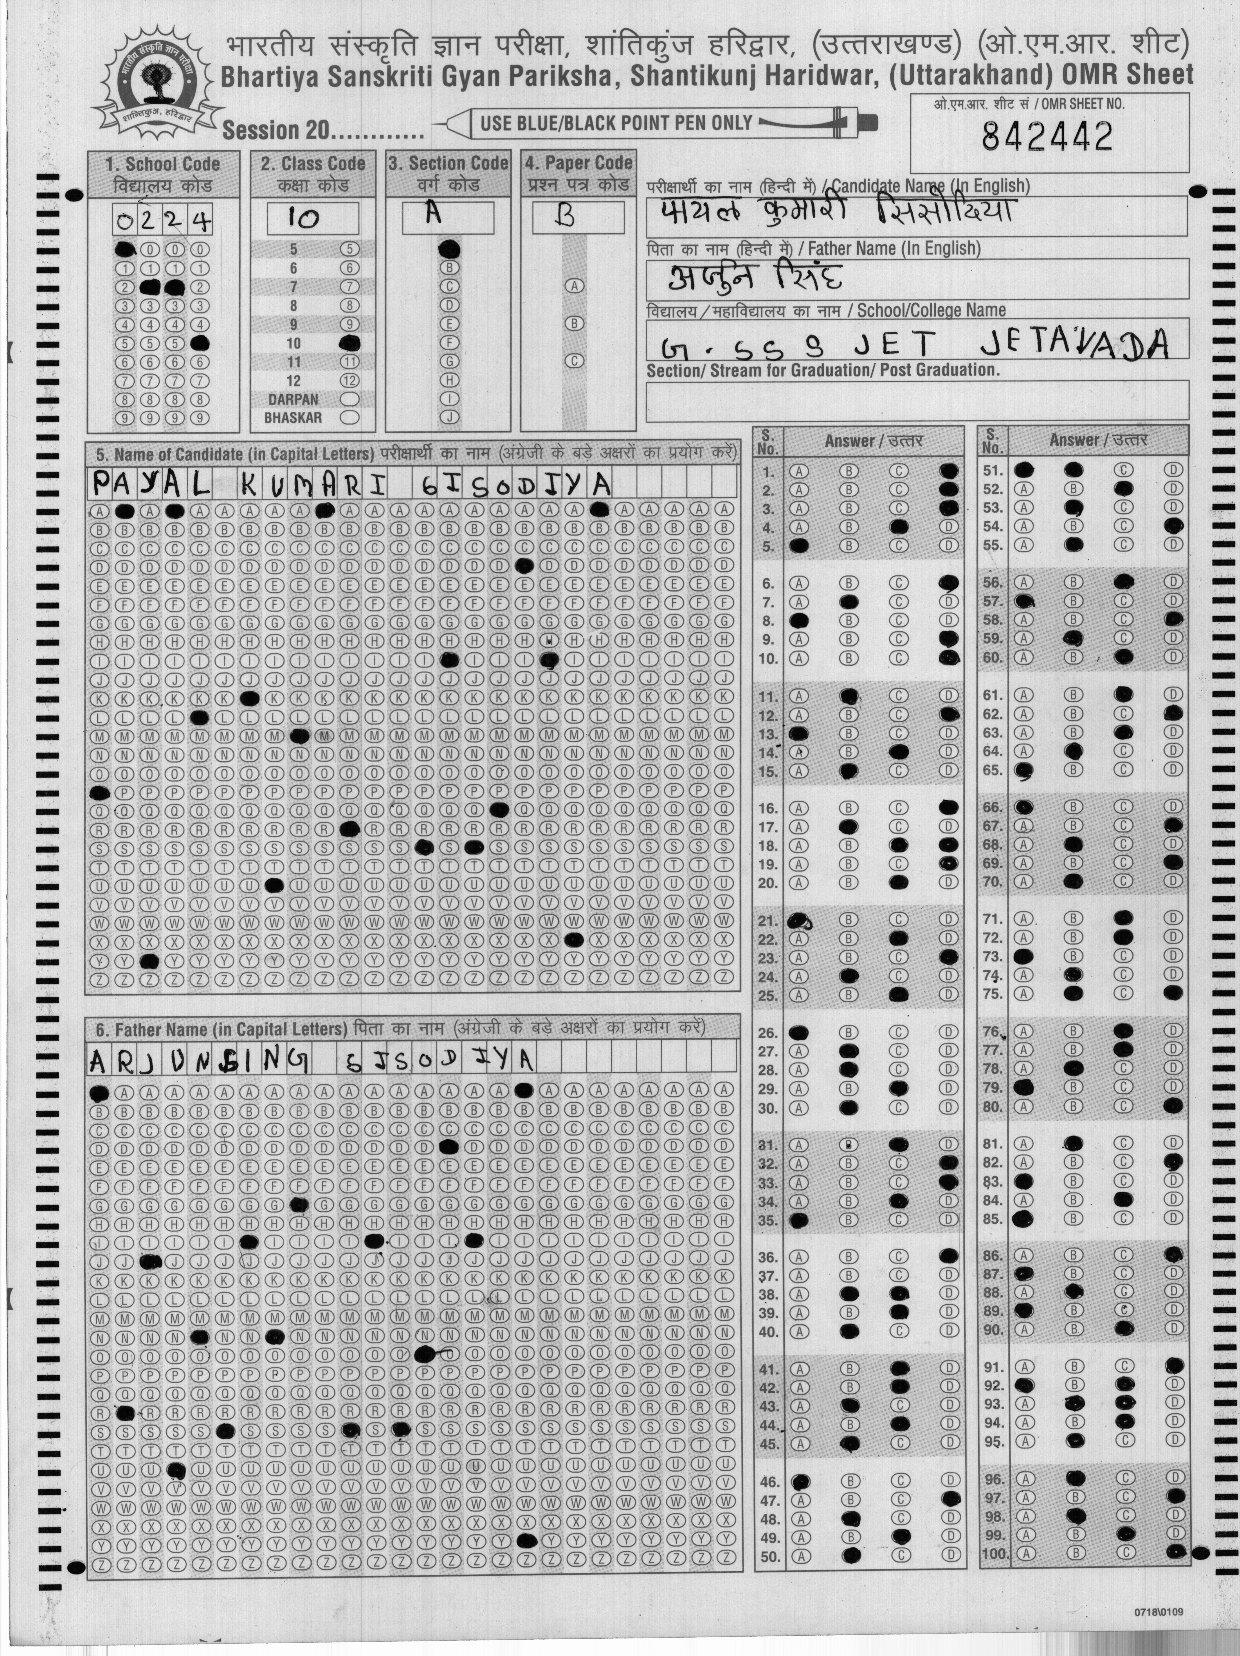 भारतीय संस्कृति ज्ञान परीक्षा, शांतिकुंज हरिद्वार, (उत्तराखण्ड) (ओ.एम.आर. शीट)
Bhartiya Sanskriti Gyan Pariksha, Shantikunj Haridwar, (Uttarakhand) OMR Sheet
Session 20............
USE BLUE/BLACK POINT PEN ONLY
ओ.एम.आर. शीट सं / OMR SHEET NO.
842442
1. School Code
विद्यालय कोड
0224
2. Class Code
कक्षा कोड
10
5
6
7
8
9
10
11
12
DARPAN
BHASKAR
3. Section Code
वर्ग कोड
A
4. Paper Code
प्रश्न पत्र कोड
B
परीक्षार्थी का नाम (हिन्दी में) / Candidate Name (In English)
पायल कुमारी सिसोदिया
पिता का नाम (हिन्दी में) / Father Name (In English)
अर्जुन सिंह
विद्यालय/महाविद्यालय का नाम / School/College Name
G. SSS JET JETAVADA
Section/ Stream for Graduation/ Post Graduation.
5. Name of Candidate (in Capital Letters) परीक्षार्थी का नाम (अंग्रेजी के बडे अक्षरों का प्रयोग करें)
PAYAL KUMARI SISODIYA
6. Father Name (in Capital Letters) पिता का नाम (अंग्रेजी के बडे अक्षरों का प्रयोग करें)
ARJUNSING SISODIYA
S. No. Answer / उत्तर
S. No. Answer / उत्तर
0718\0109